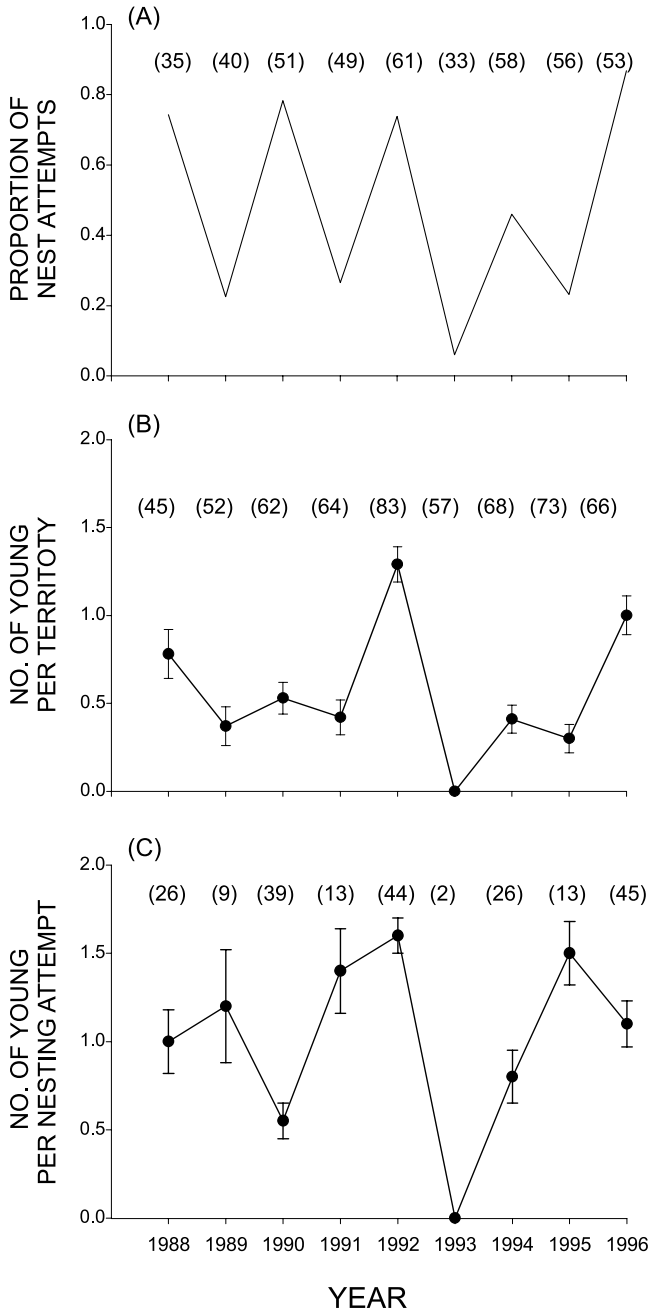 (A)
1.0
(35) (40) (51) (49) (61) (33) (58) (56) (53)
0.8
0.6
0.4
0.2
0.0
PROPORTION OF
NEST ATTEMPTS
(B)
2.0
(45) (52) (62) (64) (83) (57) (68) (73) (66)
1.5
1.0
0.5
0.0
NO. OF YOUNG
PER TERRITOTY
(C)
2.0
(26) (9) (39) (13) (44) (2) (26) (13) (45)
1.5
1.0
0.5
0.0
NO. OF YOUNG
PER NESTING ATTEMPT
1988 1989 1990 1991 1992 1993 1994 1995 1996
YEAR